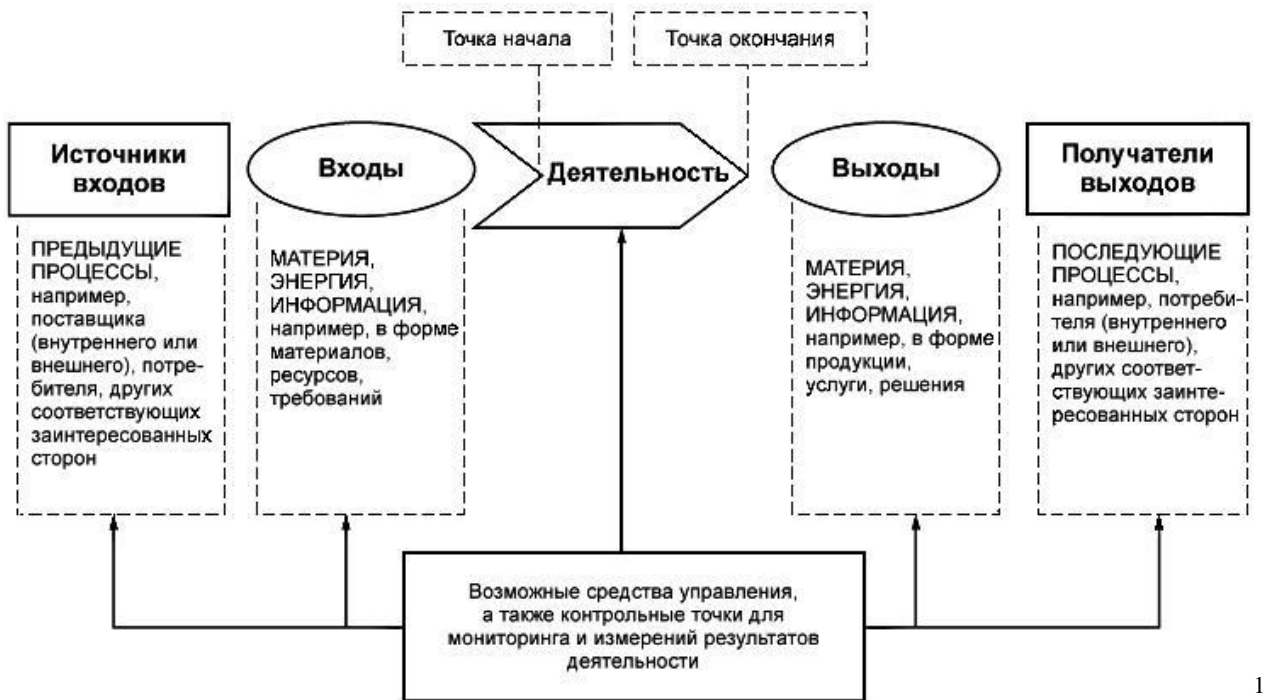 Точка начала
Точка окончания
Источники
входов
Входы
Деятельность
Выходы
Получатели
выходов
ПРЕДЫДУЩИЕ
ПРОЦЕССЫ,
например,
поставщика
(внутреннего или
внешнего), потре-
бителя, других
соответствующих
заинтересованных
сторон
МАТЕРИЯ,
ЭНЕРГИЯ,
ИНФОРМАЦИЯ,
например, в форме
материалов,
ресурсов,
требований
МАТЕРИЯ,
ЭНЕРГИЯ,
ИНФОРМАЦИЯ,
например, в форме
продукции,
услуги, решения
ПОСЛЕДУЮЩИЕ
ПРОЦЕССЫ,
например, потреби-
теля (внутреннего
или внешнего),
других соответ-
ствующих заинте-
ресованных сторон
Возможные средства управления,
а также контрольные точки для
мониторинга и измерений результатов
деятельности
1